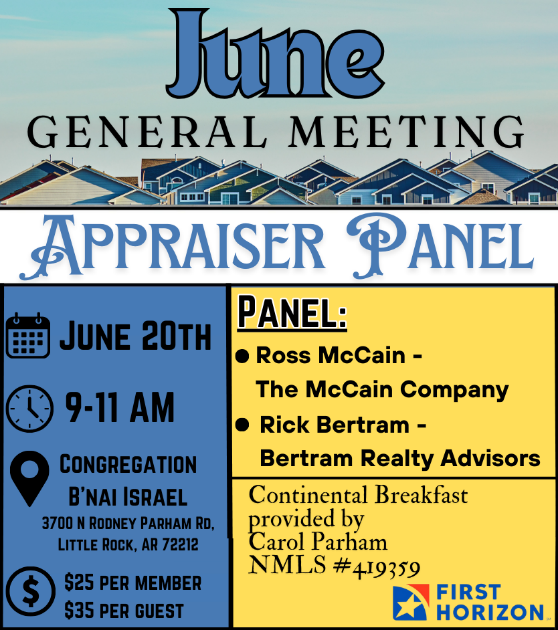 June
GENERAL MEETING
APPRAISER PANEL
JUNE 20TH
9-11 AM
CONGREGATION
B'NAI ISRAEL
3700 N RODNEY PARHAM RD,
LITTLE ROCK, AR 72212
$
$25 PER MEMBER
$35 PER GUEST
PANEL:
● Ross McCain -
The McCain Company
● Rick Bertram -
Bertram Realty Advisors
Continental Breakfast
provided by
Carol Parham
NMLS #419359
FIRST
HORIZON